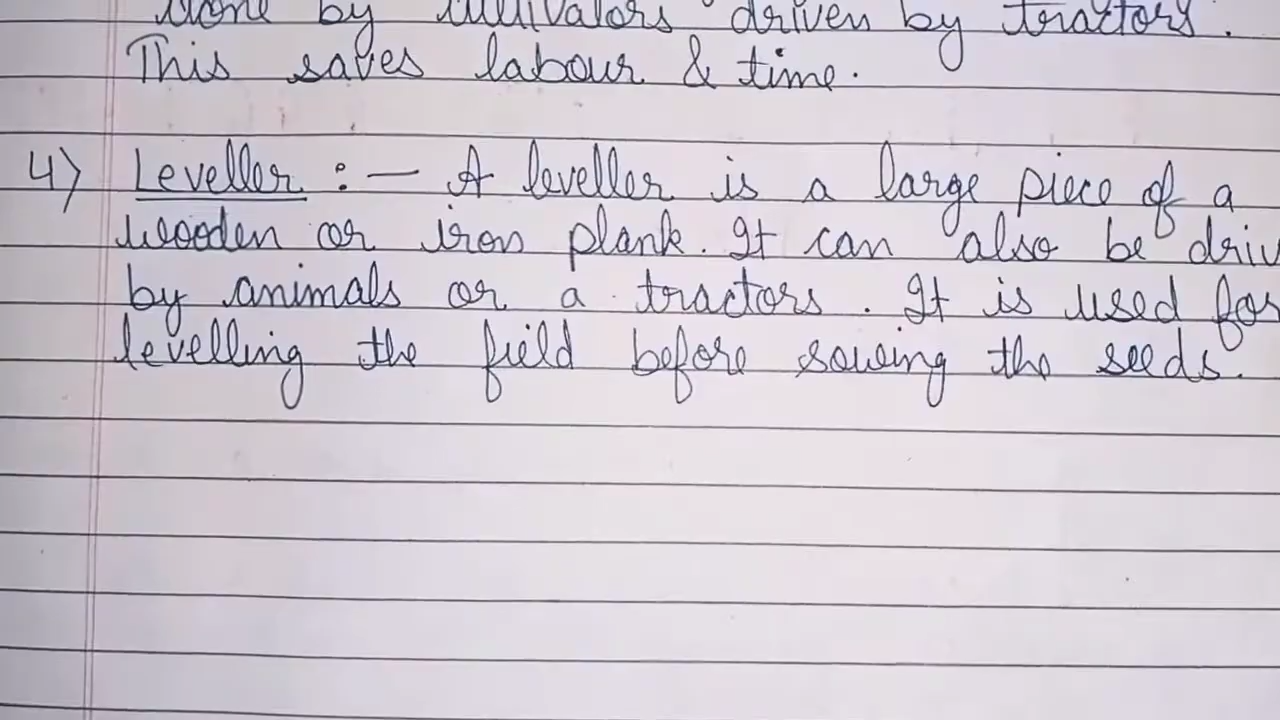 done by cultivators driven by tractors.
This saves labour & time.
4) Leveller :— A leveller is a large piece of a
wooden or iron plank. It can also be driv
by animals or a tractors. It is used for
levelling the field before sowing the seeds.